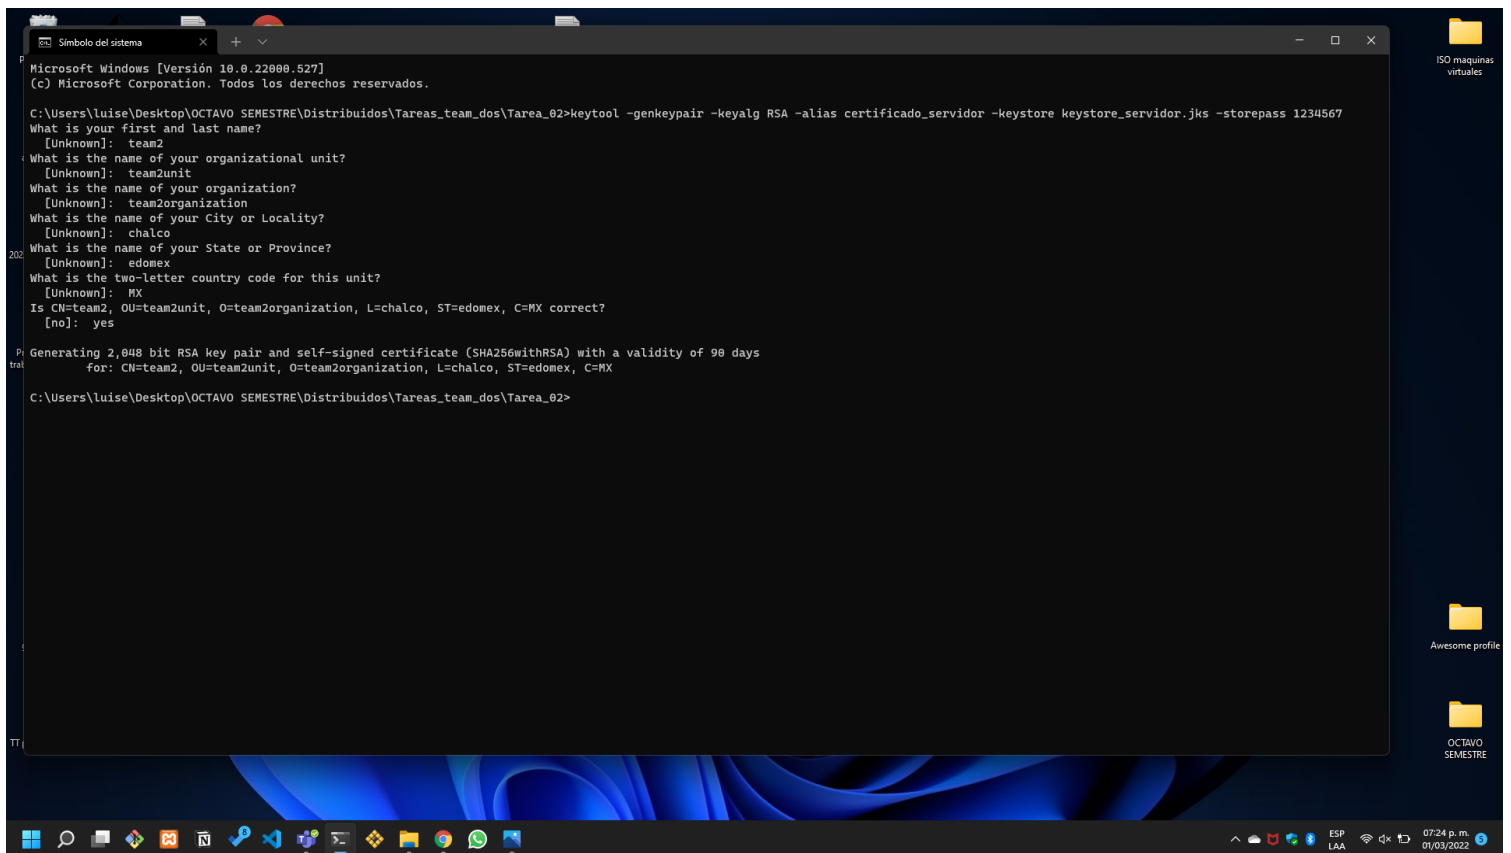 Símbolo del sistema
Microsoft Windows [Versión 10.0.22000.527]
(c) Microsoft Corporation. Todos los derechos reservados.
C:\Users\luise\Desktop\OCTAVO SEMESTRE\Distribuidos\Tareas_team_dos\Tarea_02>keytool -genkeypair -keyalg RSA -alias certificado_servidor -keystore keystore_servidor.jks -storepass 1234567
What is your first and last name?
[Unknown]:  team2
What is the name of your organizational unit?
[Unknown]:  team2unit
What is the name of your organization?
[Unknown]:  team2organization
What is the name of your City or Locality?
[Unknown]:  chalco
What is the name of your State or Province?
[Unknown]:  edomex
What is the two-letter country code for this unit?
[Unknown]:  MX
Is CN=team2, OU=team2unit, O=team2organization, L=chalco, ST=edomex, C=MX correct?
[no]:  yes
Generating 2,048 bit RSA key pair and self-signed certificate (SHA256withRSA) with a validity of 90 days
for: CN=team2, OU=team2unit, O=team2organization, L=chalco, ST=edomex, C=MX
C:\Users\luise\Desktop\OCTAVO SEMESTRE\Distribuidos\Tareas_team_dos\Tarea_02>
ISO maquinas
virtuales
Awesome profile
OCTAVO
SEMESTRE
8
ESP
LAA
07:24 p. m.
01/03/2022
5